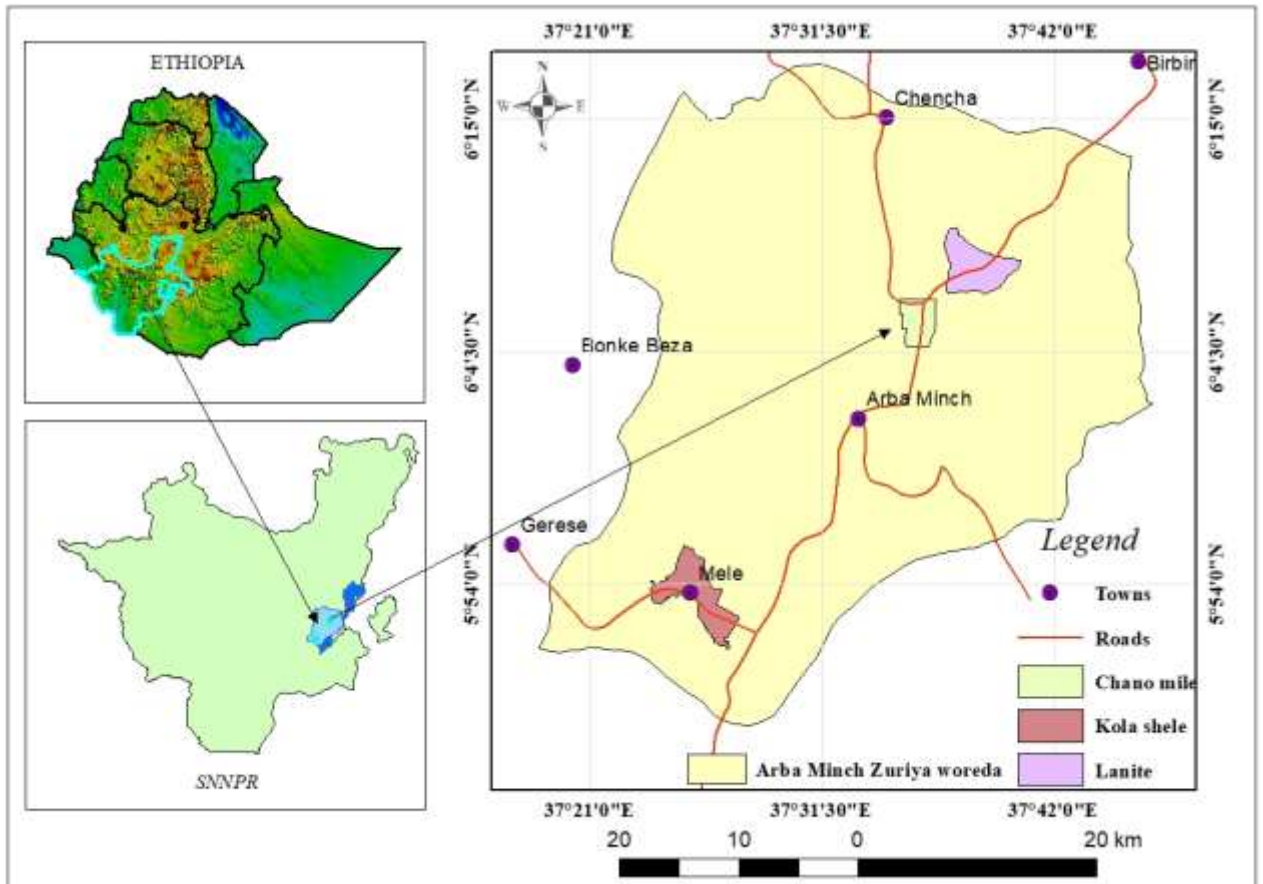 ETHIOPIA
SNNPR
37°21'0"E 37°31'30"E 37°42'0"E
N
W E
S
6°15'0"N 6°15'0"N
6°4'30"N 6°4'30"N
5°54'0"N 5°54'0"N
Birbir
Chencha
Bonke Beza
Arba Minch
Gerese
Mele
Legend
Towns
Roads
Chano mile
Kola shele
Lanite
Arba Minch Zuriya woreda
37°21'0"E 37°31'30"E 37°42'0"E
20 10 0 20 km